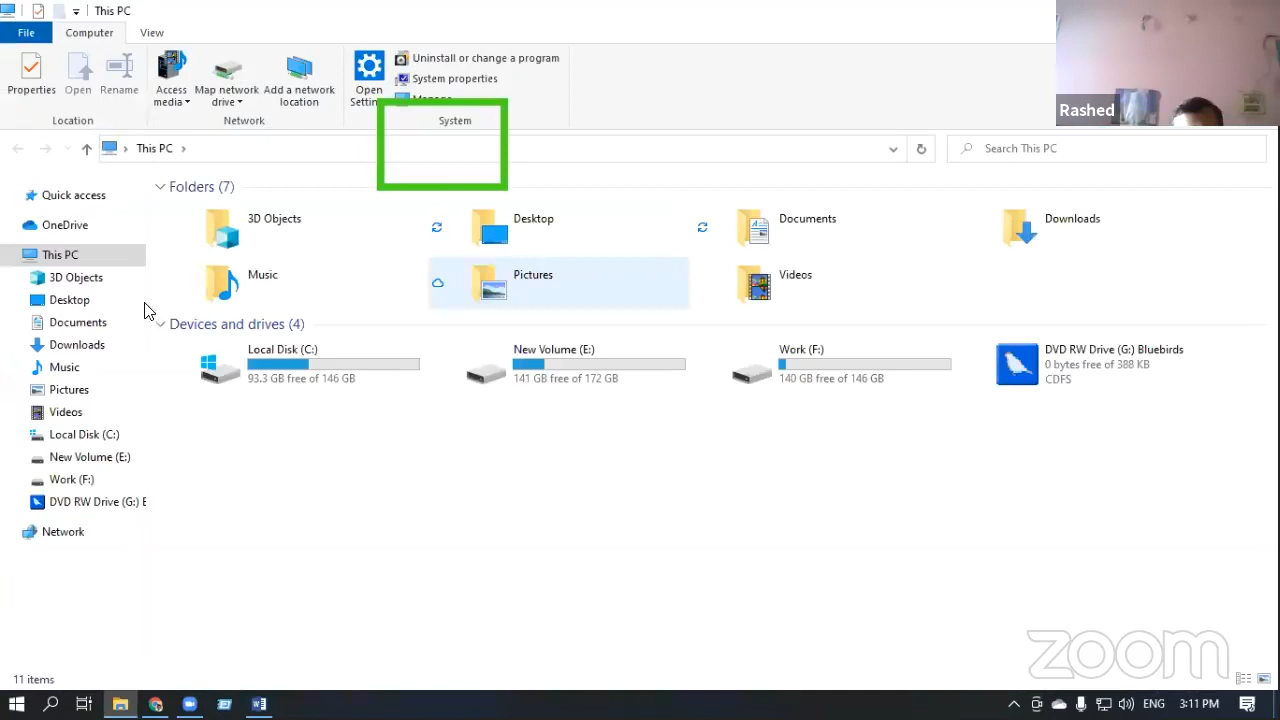 This PC
File
Computer
View
Properties
Open
Rename
Access media
Map network drive
Add a network location
Open
Uninstall or change a program
System properties
Location
Network
System
This PC
Search This PC
Rashed
Quick access
OneDrive
This PC
3D Objects
Desktop
Documents
Downloads
Music
Pictures
Videos
Local Disk (C:)
New Volume (E:)
Work (F:)
DVD RW Drive (G:) E
Network
Folders (7)
3D Objects
Desktop
Documents
Downloads
Music
Pictures
Videos
Devices and drives (4)
Local Disk (C:)
93.3 GB free of 146 GB
New Volume (E:)
141 GB free of 172 GB
Work (F:)
140 GB free of 146 GB
DVD RW Drive (G:) Bluebirds
0 bytes free of 388 KB
CDFS
11 items
zoom
ENG
3:11 PM